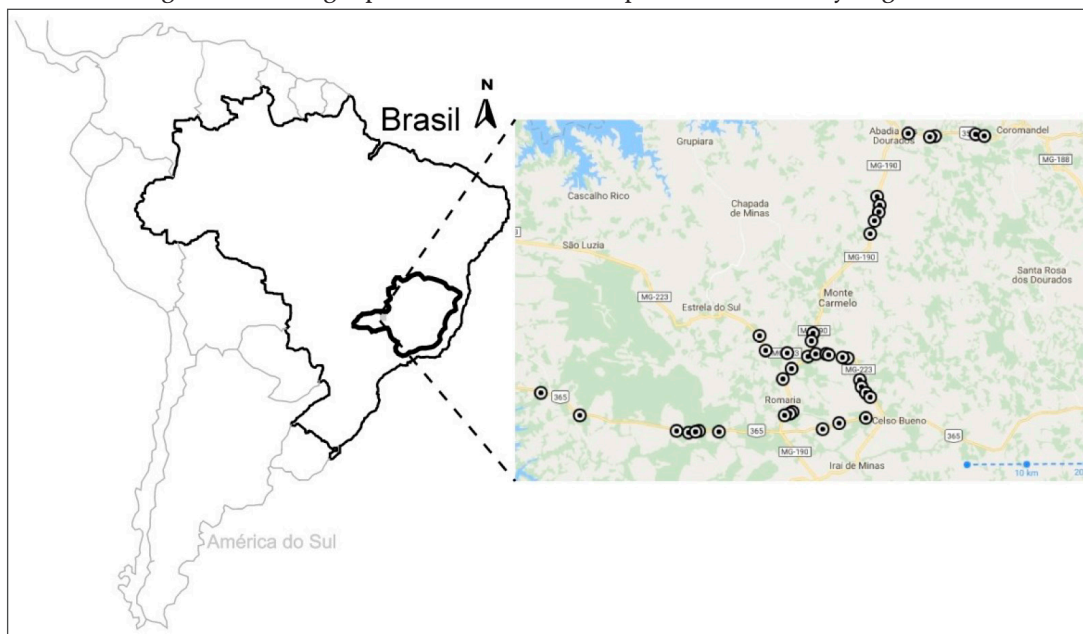 N
Brasil
América do Sul
Abadia dos
Dourados
Coromandel
MG-188
Grupiara
MG-190
Cascalho Rico
Chapada
de Minas
São Luzia
MG-190
Santa Rosa
dos Dourados
MG-223
Estrela do Sul
Monte
Carmelo
MG-223
365
Romaria
Celso Bueno
365
365
MG-190
Iraí de Minas
10 km